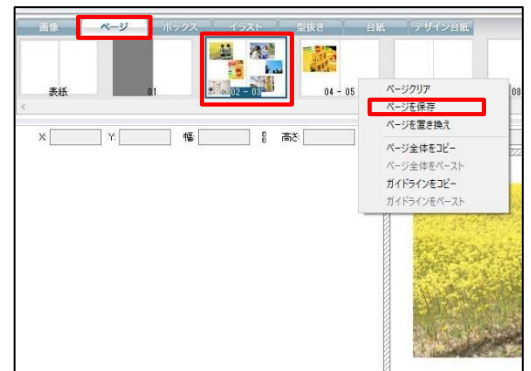 画像 ページ ボックス イラスト 型抜き 台紙 デザイン台紙
表紙 01 02 - 03 04 - 05 08
ページクリア
ページを保存
ページを置き換え
ページ全体をコピー
ページ全体をペースト
ガイドラインをコピー
ガイドラインをペースト
X: Y: 幅: 高さ: